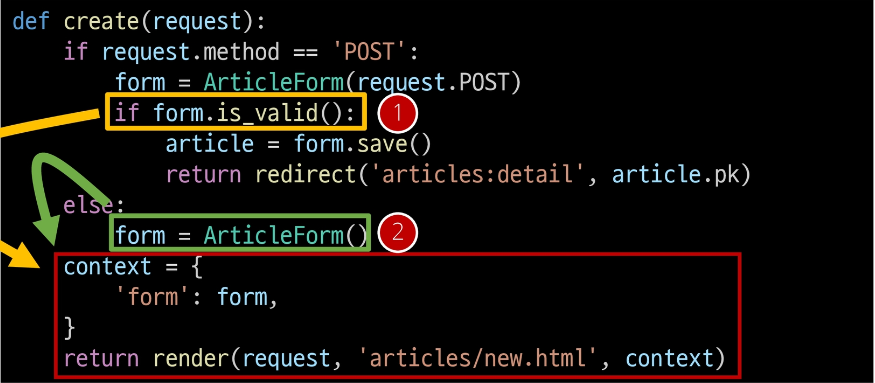 def create(request):
    if request.method == 'POST':
        form = ArticleForm(request.POST)
        if form.is_valid(): 1
            article = form.save()
            return redirect('articles:detail', article.pk)
    else:
        form = ArticleForm() 2
    context = {
        'form': form,
    }
    return render(request, 'articles/new.html', context)